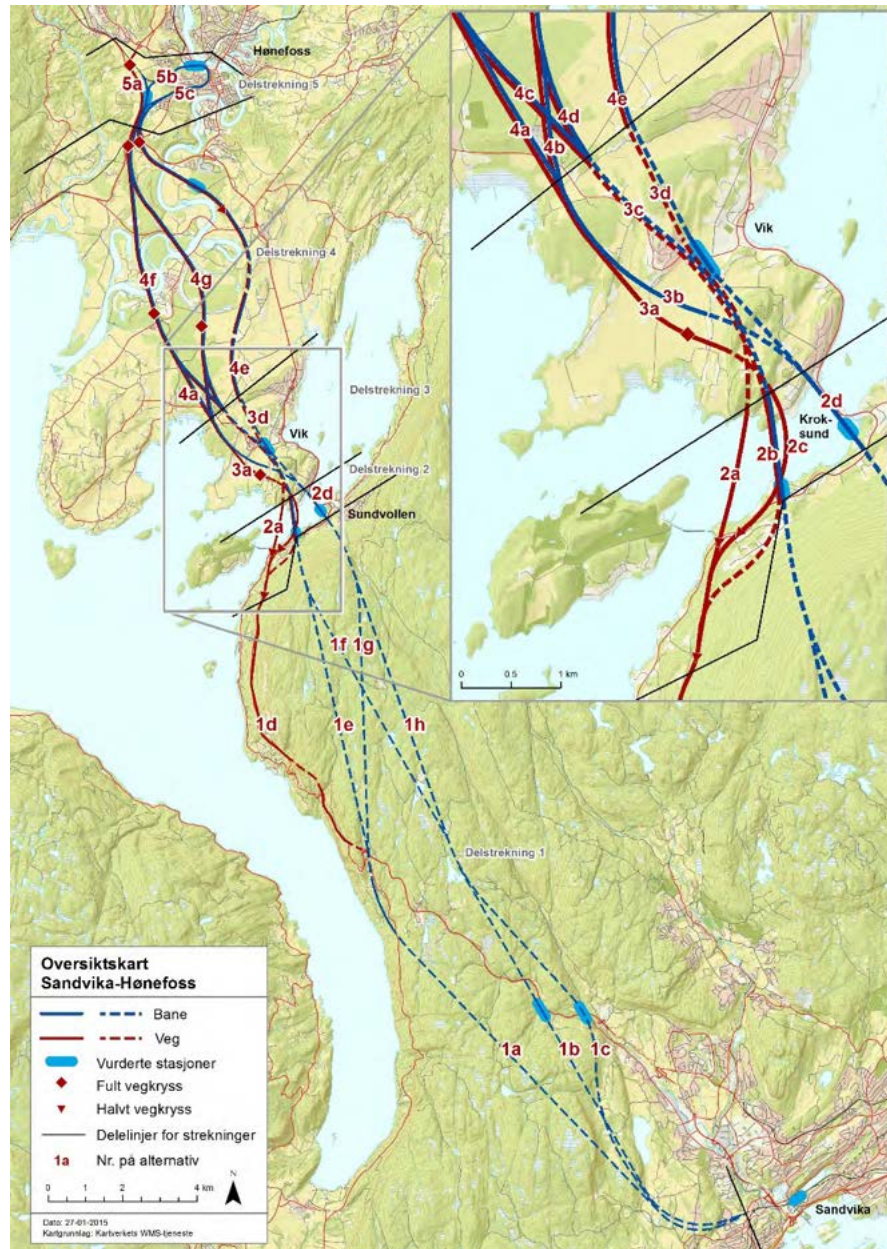 Hønefoss
5b
5a
5c
Delstrekning 5
Delstrekning 4
4f
4g
4e
4a
Delstrekning 3
3d
Vik
3a
Delstrekning 2
2d
Sundvollen
2a
1f
1g
1d
1e
1h
Delstrekning 1
1a
1b
1c
Sandvika
4c
4a
4b
4d
4e
3c
3d
Vik
3b
3a
2d
Krok-
sund
2a
2b
2c
0 0.5 1 km
Oversiktskart
Sandvika-Hønefoss
Bane
Veg
Vurderte stasjoner
Fult vegkryss
Halvt vegkryss
Delelinjer for strekninger
1a Nr. på alternativ
N
0 2 4 km
Dato: 27-01-2015
Kartgrunnlag: Kartverkets WMS-tjeneste